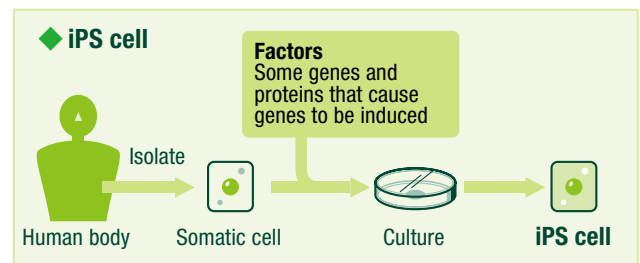 iPS cell
Factors
Some genes and
proteins that cause
genes to be induced
Isolate
Human body
Somatic cell
Culture
iPS cell